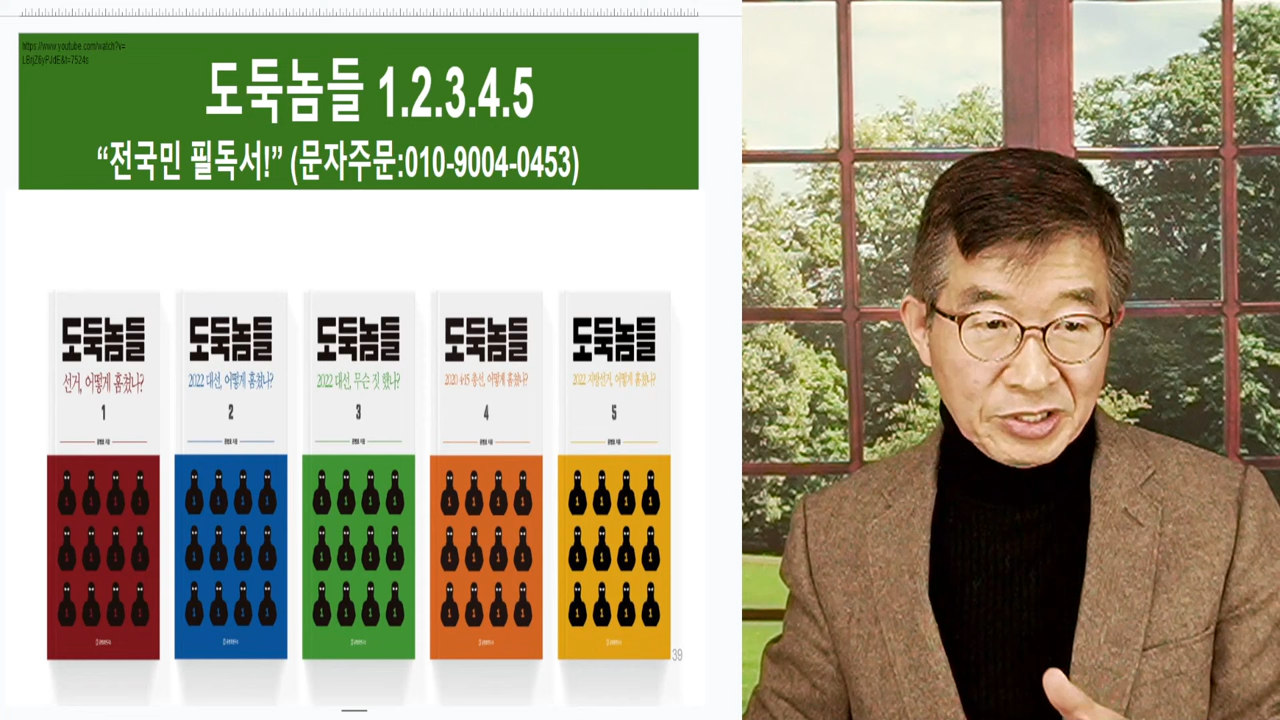 https://www.youtube.com/watch?v=
도둑놈들 1.2.3.4.5
“전국민 필독서!” (문자주문:010-9004-0453)
도둑놈들
선거, 어떻게 훔쳤나?
1
도둑놈들
2022 대선, 어떻게 훔쳤나?
2
도둑놈들
2022 대선, 무슨 짓 했나?
3
도둑놈들
2020 4·15 총선, 어떻게 훔쳤나?
4
도둑놈들
2022 지방선거, 어떻게 훔쳤나?
5
39